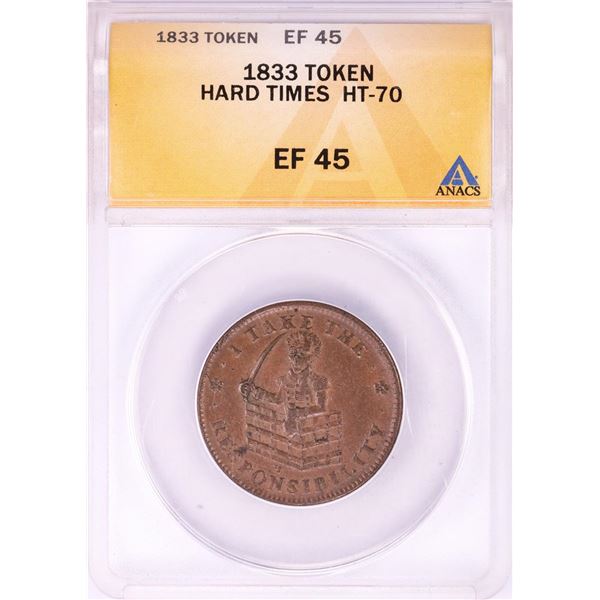 1833 TOKEN EF 45
1833 TOKEN
HARD TIMES HT-70
EF 45
ANACS
I TAKE THE
RESPONSIBILITY